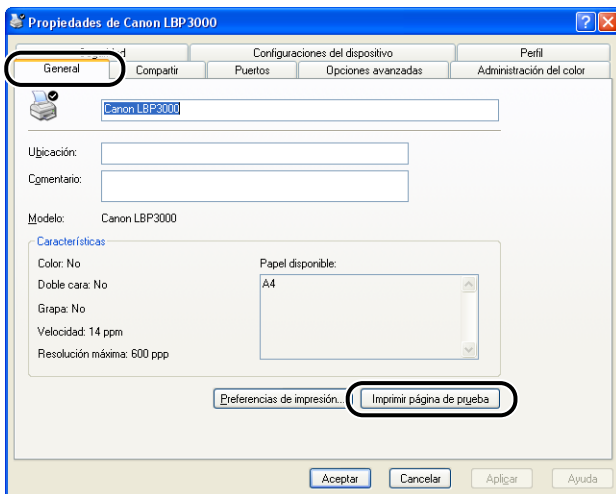 Propiedades de Canon LBP3000
Configuraciones del dispositivo Perfil
General Compartir Puertos Opciones avanzadas Administración del color
Canon LBP3000
Ubicación:
Comentario:
Modelo: Canon LBP3000
Características
Color: No Papel disponible:
Doble cara: No A4
Grapa: No
Velocidad: 14 ppm
Resolución máxima: 600 ppp
Preferencias de impresión... Imprimir página de prueba
Aceptar Cancelar Aplicar Ayuda